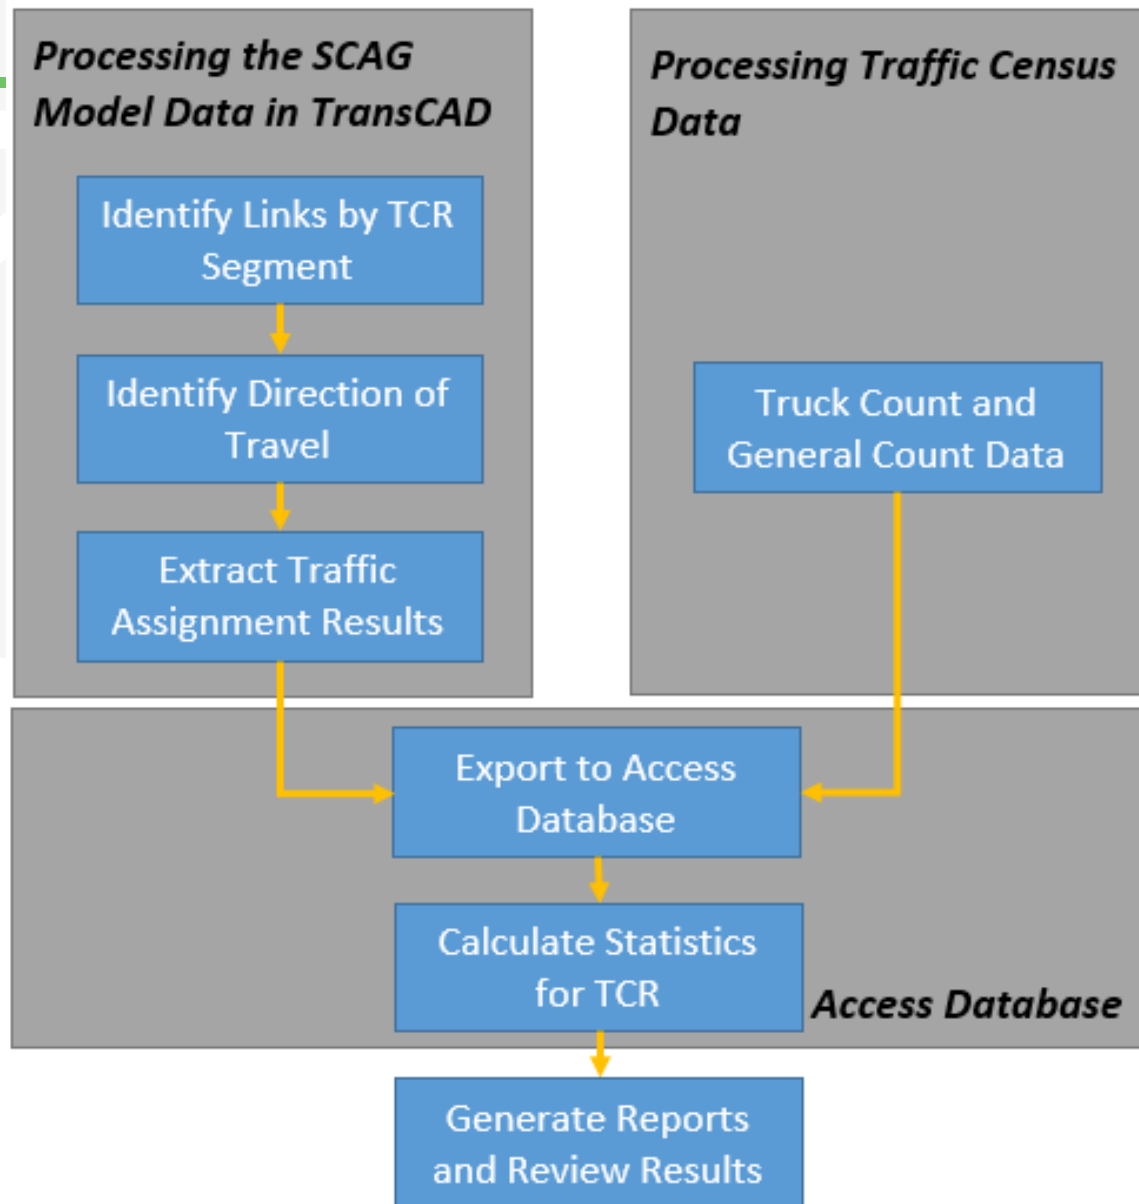 Processing the SCAG
Model Data in TransCAD
Identify Links by TCR
Segment
Identify Direction of
Travel
Extract Traffic
Assignment Results
Processing Traffic Census
Data
Truck Count and
General Count Data
Export to Access
Database
Calculate Statistics
for TCR
Access Database
Generate Reports
and Review Results